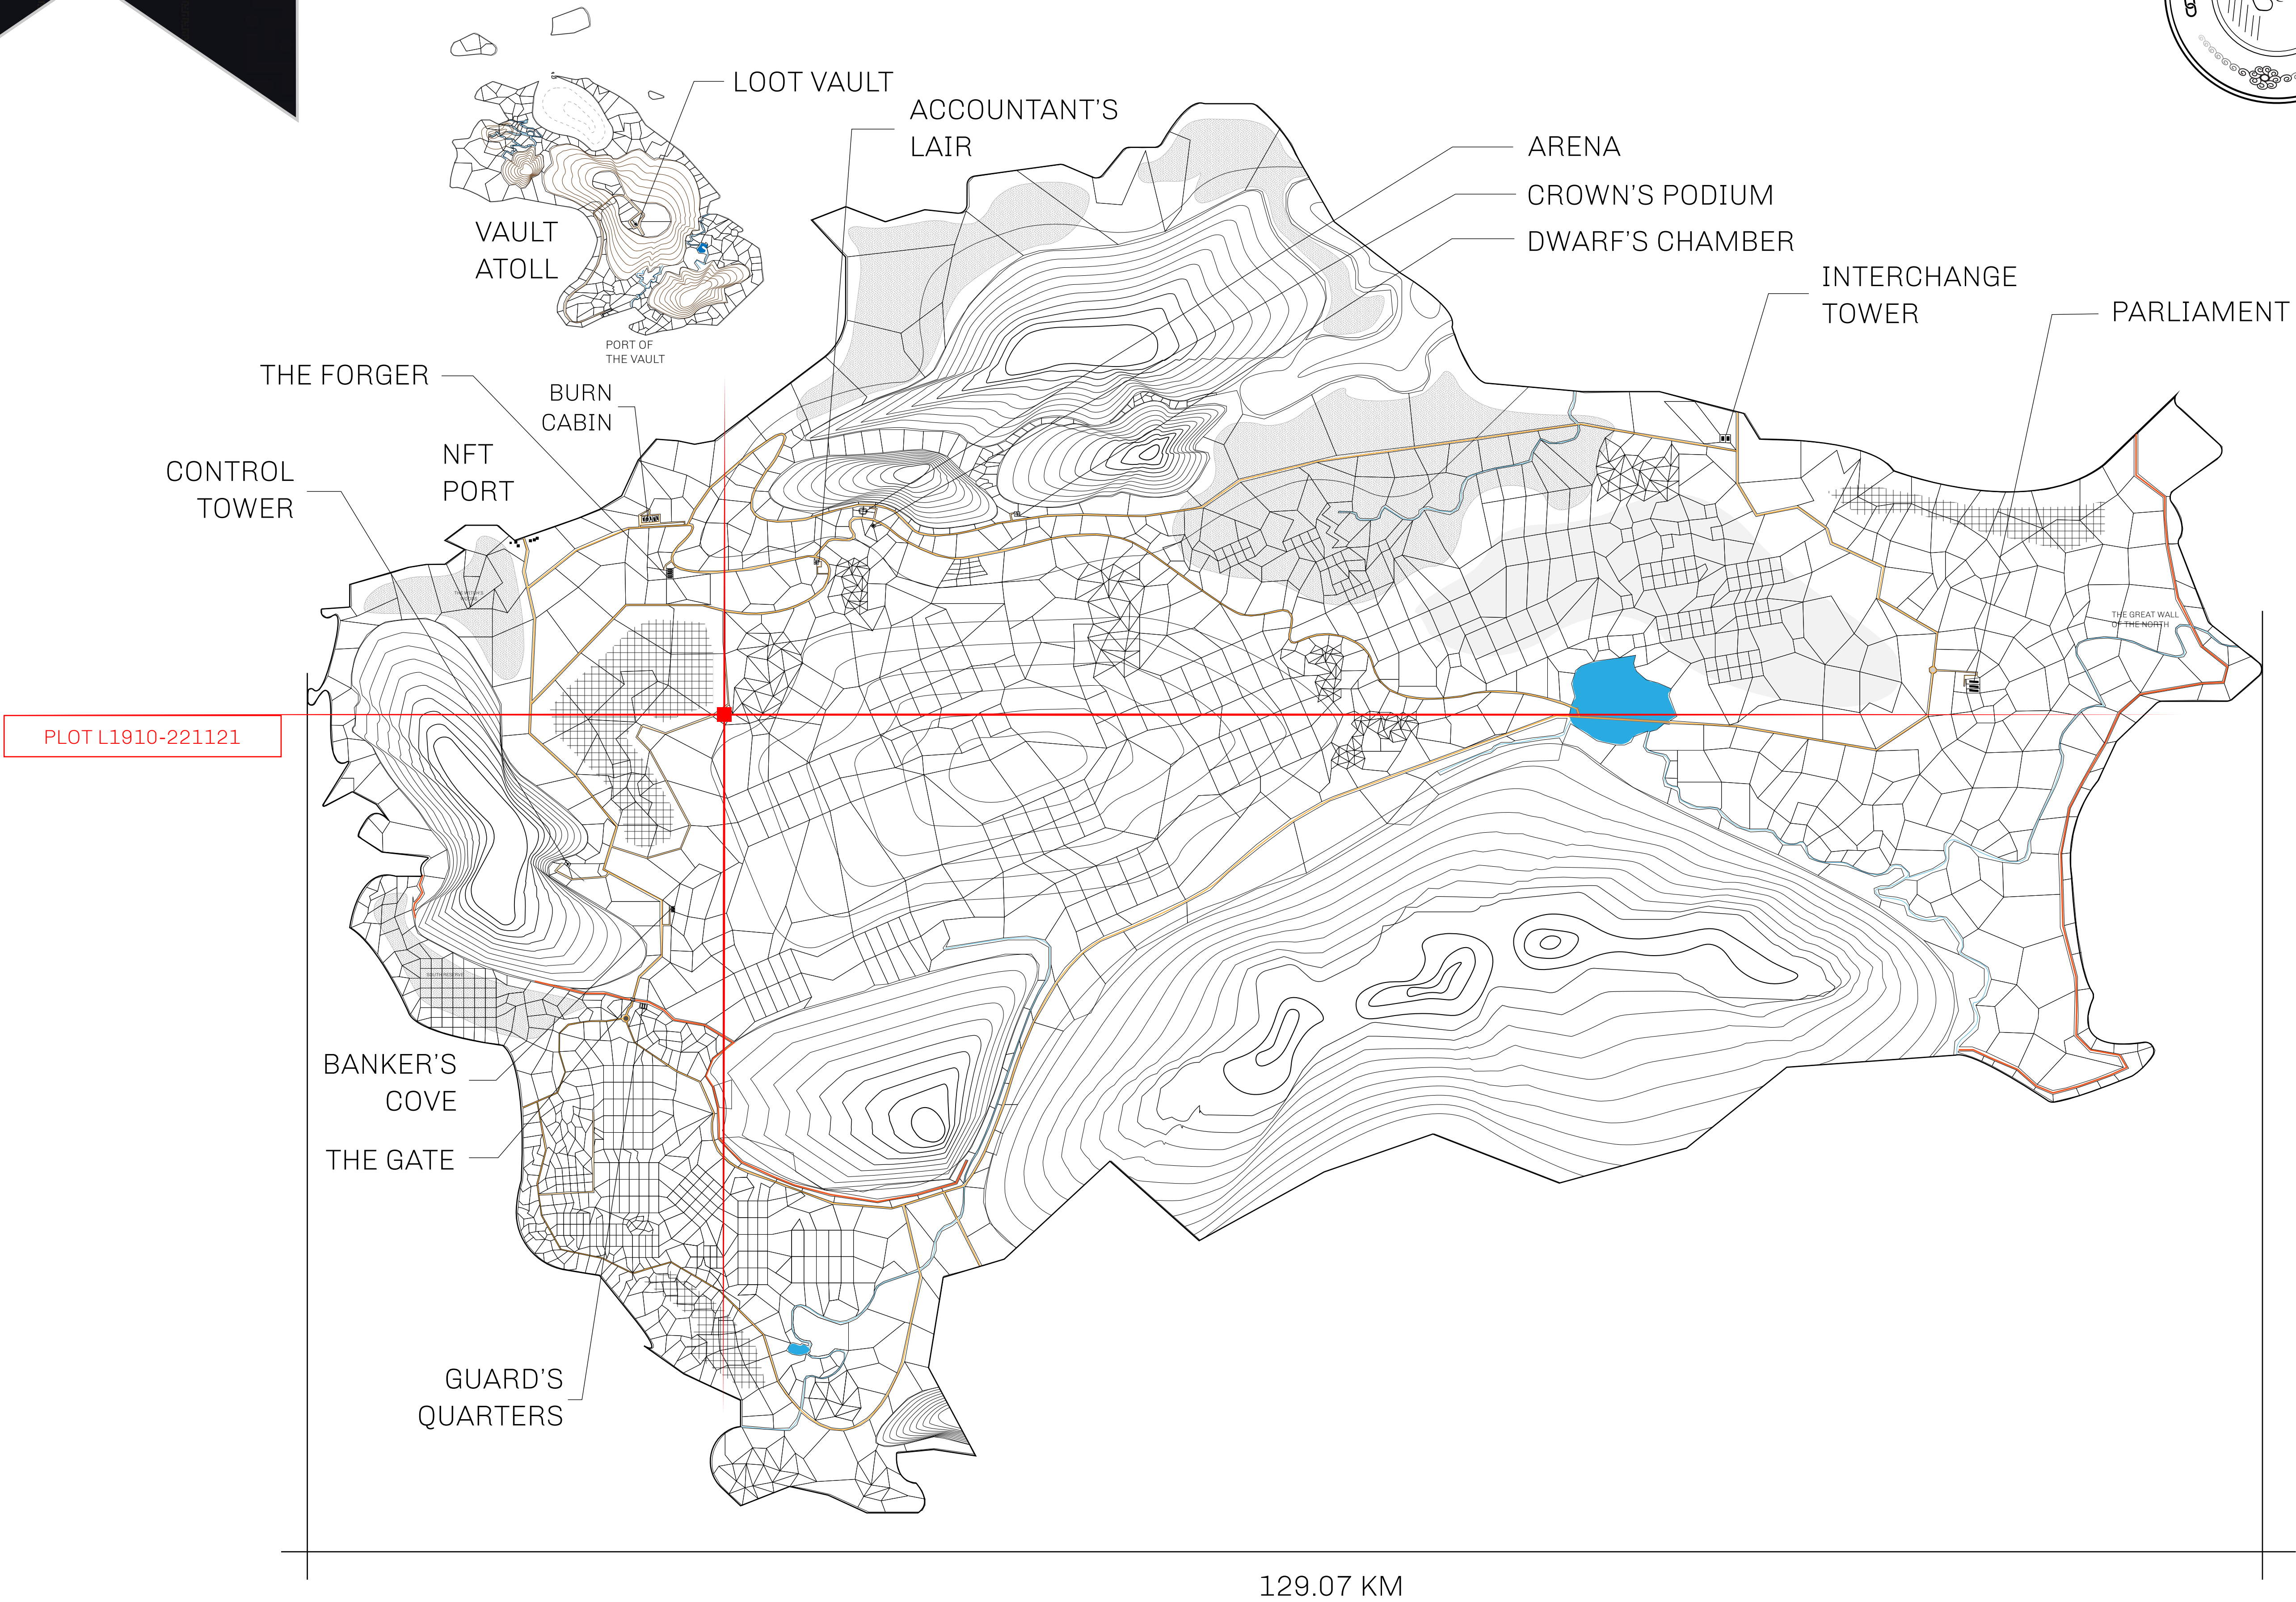 LOOT VAULT
ACCOUNTANT'S
LAIR
ARENA
CROWN'S PODIUM
DWARF'S CHAMBER
VAULT
ATOLL
INTERCHANGE
TOWER
PARLIAMENT
PORT OF
THE VAULT
THE FORGER
BURN
CABIN
NFT
PORT
CONTROL
TOWER
THE GREAT WALL
OF THE NORTH
PLOT L1910-221121
SOUTH RESERVE
BANKER'S
COVE
THE GATE
GUARD'S
QUARTERS
129.07 KM